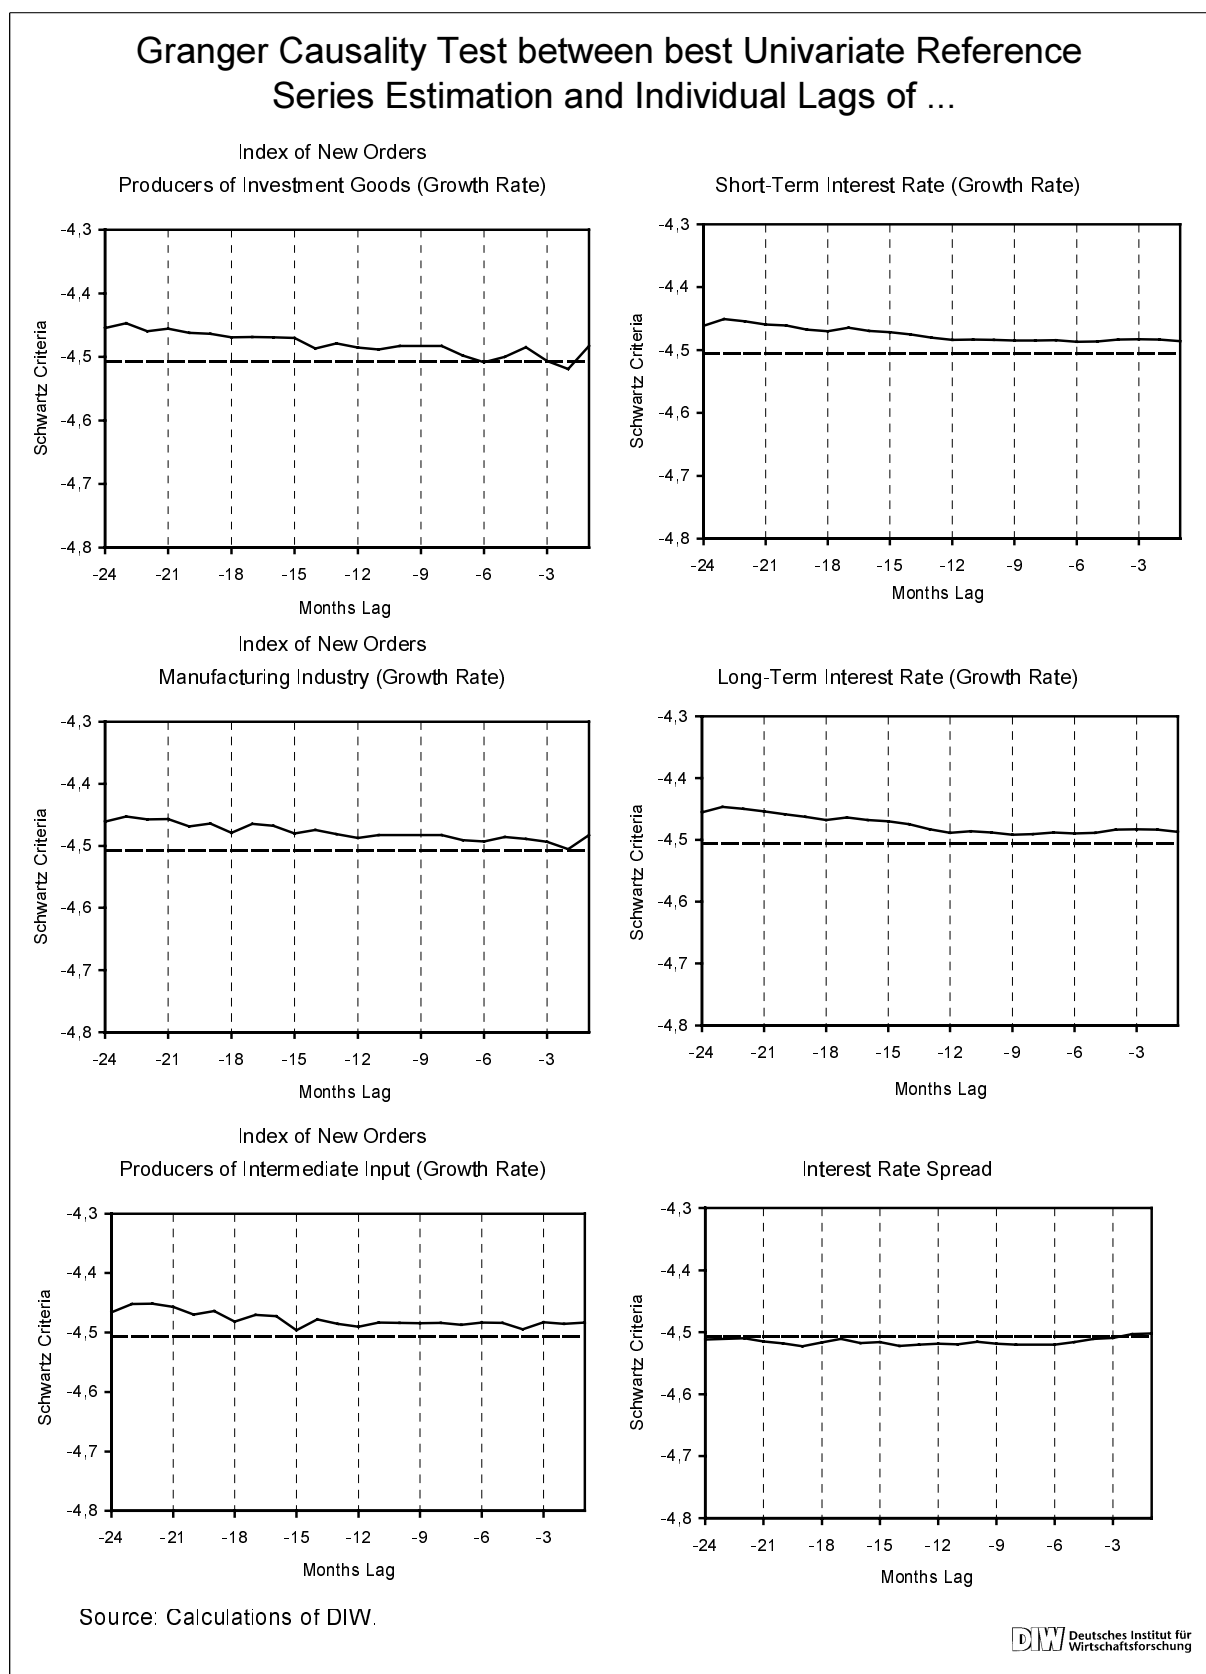 Granger Causality Test between best Univariate Reference
Series Estimation and Individual Lags of ...
Index of New Orders
Producers of Investment Goods (Growth Rate)
-4,3
-4,4
-4,5
-4,6
-4,7
-4,8
Schwartz Criteria
-24 -21 -18 -15 -12 -9 -6 -3
Months Lag
Short-Term Interest Rate (Growth Rate)
-4,3
-4,4
-4,5
-4,6
-4,7
-4,8
Schwartz Criteria
-24 -21 -18 -15 -12 -9 -6 -3
Months Lag
Index of New Orders
Manufacturing Industry (Growth Rate)
-4,3
-4,4
-4,5
-4,6
-4,7
-4,8
Schwartz Criteria
-24 -21 -18 -15 -12 -9 -6 -3
Months Lag
Long-Term Interest Rate (Growth Rate)
-4,3
-4,4
-4,5
-4,6
-4,7
-4,8
Schwartz Criteria
-24 -21 -18 -15 -12 -9 -6 -3
Months Lag
Index of New Orders
Producers of Intermediate Input (Growth Rate)
-4,3
-4,4
-4,5
-4,6
-4,7
-4,8
Schwartz Criteria
-24 -21 -18 -15 -12 -9 -6 -3
Months Lag
Interest Rate Spread
-4,3
-4,4
-4,5
-4,6
-4,7
-4,8
Schwartz Criteria
-24 -21 -18 -15 -12 -9 -6 -3
Months Lag
Source: Calculations of DIW.
DIW Deutsches Institut für
Wirtschaftsforschung